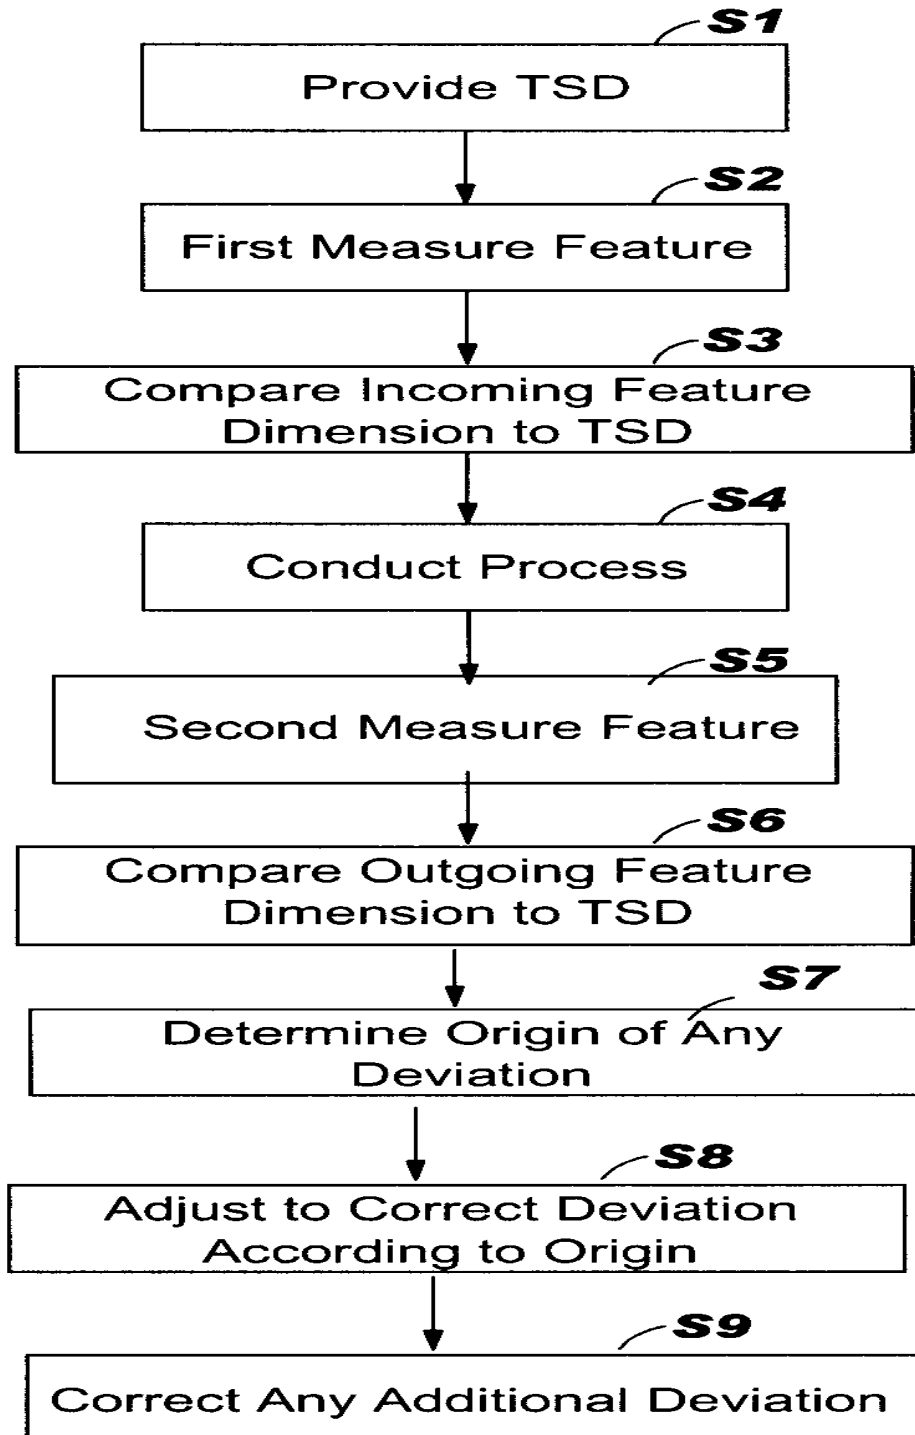 S1
Provide TSD
S2
First Measure Feature
S3
Compare Incoming Feature
Dimension to TSD
S4
Conduct Process
S5
Second Measure Feature
S6
Compare Outgoing Feature
Dimension to TSD
S7
Determine Origin of Any
Deviation
S8
Adjust to Correct Deviation
According to Origin
S9
Correct Any Additional Deviation